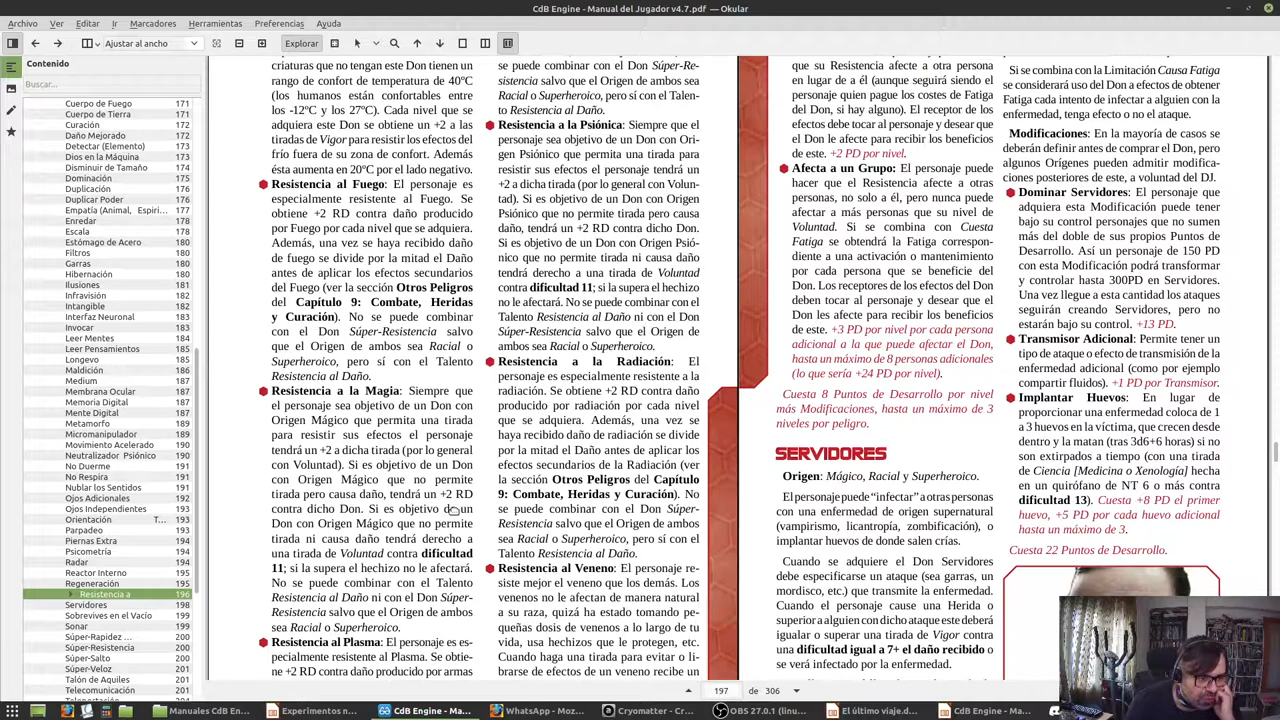 CdB Engine - Manual del Jugador v4.7.pdf — Okular
Archivo Ver Editar Ir Marcadores Herramientas Preferencias Ayuda
Ajustar al ancho
Explorar
Contenido
Buscar...
Cuerpo de Fuego 171
Cuerpo de Tierra 171
Curación 172
Daño Mejorado 172
Detectar (Elemento) 173
Dios en la Máquina 173
Disminuir de Tamaño 174
Dominación 175
Duplicación 176
Duplicar Poder 176
Empatía (Animal, Espiri... 177
Enredar 178
Escala 178
Estómago de Acero 180
Filtros 180
Garras 180
Hibernación 180
Ilusiones 181
Infravisión 182
Intangible 182
Interfaz Neuronal 183
Invocar 183
Leer Mentes 184
Leer Pensamientos 185
Longevo 185
Maldición 186
Medium 187
Membrana Ocular 187
Memoria Digital 187
Mente Digital 187
Metamorfo 189
Micromanipulador 189
Movimiento Acelerado 190
Neutralizador Psiónico 191
No Duerme 191
No Respira 191
Nublar los Sentidos 191
Ojos Adicionales 192
Ojos Independientes 193
Orientación T... 193
Parpadeo 193
Piernas Extra 194
Psicometría 194
Radar 194
Reactor Interno 195
Regeneración 195
Resistencia a 196
Servidores 198
Sobrevives en el Vacío 199
Sonar 199
Súper-Rapidez ... 200
Súper-Resistencia 200
Súper-Salto 200
Súper-Veloz 201
Talón de Aquiles 201
Telecomunicación 201
criaturas que no tengan este Don tienen un
rango de confort de temperatura de 40°C
(los humanos están confortables entre
los -12°C y los 27°C). Cada nivel que se
adquiera este Don se obtiene un +2 a las
tiradas de Vigor para resistir los efectos del
frío fuera de su zona de confort. Además
ésta aumenta en 20°C por el lado negativo.
Resistencia al Fuego: El personaje es
especialmente resistente al Fuego. Se
obtiene +2 RD contra daño producido
por Fuego por cada nivel que se adquiera.
Además, una vez se haya recibido daño
de fuego se divide por la mitad el Daño
antes de aplicar los efectos secundarios
del Fuego (ver la sección Otros Peligros
del Capítulo 9: Combate, Heridas
y Curación). No se puede combinar
con el Don Súper-Resistencia salvo
que el Origen de ambos sea Racial o
Superheroico, pero sí con el Talento
Resistencia al Daño.
Resistencia a la Magia: Siempre que
el personaje sea objetivo de un Don con
Origen Mágico que permita una tirada
para resistir sus efectos el personaje
tendrá un +2 a dicha tirada (por lo general
con Voluntad). Si es objetivo de un Don
con Origen Mágico que no permite
tirada pero causa daño, tendrá un +2 RD
contra dicho Don. Si es objetivo de un
Don con Origen Mágico que no permite
tirada ni causa daño tendrá derecho a
una tirada de Voluntad contra dificultad
11; si la supera el hechizo no le afectará.
No se puede combinar con el Talento
Resistencia al Daño ni con el Don Súper-
Resistencia salvo que el Origen de ambos
sea Racial o Superheroico.
Resistencia al Plasma: El personaje es es-
pecialmente resistente al Plasma. Se obtie-
ne +2 RD contra daño producido por armas
se puede combinar con el Don Súper-Re-
sistencia salvo que el Origen de ambos sea
Racial o Superheroico, pero sí con el Talen-
to Resistencia al Daño.
Resistencia a la Psiónica: Siempre que el
personaje sea objetivo de un Don con Ori-
gen Psiónico que permita una tirada para
resistir sus efectos el personaje tendrá un
+2 a dicha tirada (por lo general con Volun-
tad). Si es objetivo de un Don con Origen
Psiónico que no permite tirada pero causa
daño, tendrá un +2 RD contra dicho Don.
Si es objetivo de un Don con Origen Psió-
nico que no permite tirada ni causa daño
tendrá derecho a una tirada de Voluntad
contra dificultad 11; si la supera el hechizo
no le afectará. No se puede combinar con el
Talento Resistencia al Daño ni con el Don
Súper-Resistencia salvo que el Origen de
ambos sea Racial o Superheroico.
Resistencia a la Radiación: El
personaje es especialmente resistente a la
radiación. Se obtiene +2 RD contra daño
producido por radiación por cada nivel
que se adquiera. Además, una vez se
haya recibido daño de radiación se divide
por la mitad el Daño antes de aplicar los
efectos secundarios de la Radiación (ver
la sección Otros Peligros del Capítulo
9: Combate, Heridas y Curación). No
se puede combinar con el Don Súper-
Resistencia salvo que el Origen de ambos
sea Racial o Superheroico, pero sí con el
Talento Resistencia al Daño.
Resistencia al Veneno: El personaje re-
siste mejor el veneno que los demás. Los
venenos no le afectan de manera natural
a su raza, quizá ha estado tomando pe-
queñas dosis de venenos a lo largo de tu
vida, usa hechizos que le protegen, etc.
Cuando haga una tirada para evitar o li-
brarse de efectos de un veneno recibe un
que su Resistencia afecte a otra persona
en lugar de a él (aunque seguirá siendo el
personaje quien pague los costes de Fatiga
del Don, si hay alguno). El receptor de los
efectos debe tocar al personaje y desear que
el Don le afecte para recibir los beneficios
de este. +2 PD por nivel.
Afecta a un Grupo: El personaje puede
hacer que el Resistencia afecte a otras
personas, no solo a él, pero nunca puede
afectar a más personas que su nivel de
Voluntad. Si se combina con Cuesta
Fatiga se obtendrá la Fatiga correspon-
diente a una activación o mantenimiento
por cada persona que se beneficie del
Don. Los receptores de los efectos del Don
deben tocar al personaje y desear que el
Don les afecte para recibir los beneficios
de este. +3 PD por nivel por cada persona
adicional a la que puede afectar el Don,
hasta un máximo de 8 personas adicionales
(lo que sería +24 PD por nivel).
Cuesta 8 Puntos de Desarrollo por nivel
más Modificaciones, hasta un máximo de 3
niveles por peligro.
SERVIDORES
Origen: Mágico, Racial y Superheroico.
El personaje puede “infectar” a otras personas
con una enfermedad de origen supernatural
(vampirismo, licantropía, zombificación), o
implantar huevos de donde salen crías.
Cuando se adquiere el Don Servidores
debe especificarse un ataque (sea garras, un
mordisco, etc.) que transmite la enfermedad.
Cuando el personaje cause una Herida o
superior a alguien con dicho ataque este deberá
igualar o superar una tirada de Vigor contra
una dificultad igual a 7+ el daño recibido o
se verá infectado por la enfermedad.
Si se combina con la Limitación Causa Fatiga
se considerará uso del Don a efectos de obtener
Fatiga cada intento de infectar a alguien con la
enfermedad, tenga efecto o no el ataque.
Modificaciones: En la mayoría de casos se
deberán definir antes de comprar el Don, pero
algunos Orígenes pueden admitir modifica-
ciones posteriores de este, a voluntad del DJ.
Dominar Servidores: El personaje que
adquiera esta Modificación puede tener
bajo su control personajes que no sumen
más del doble de sus propios Puntos de
Desarrollo. Así un personaje de 150 PD
con esta Modificación podrá transformar
y controlar hasta 300PD en Servidores.
Una vez llegue a esta cantidad los ataques
seguirán creando Servidores, pero no
estarán bajo su control. +13 PD.
Transmisor Adicional: Permite tener un
tipo de ataque o efecto de transmisión de la
enfermedad adicional (como por ejemplo
compartir fluidos). +1 PD por Transmisor.
Implantar Huevos: En lugar de
proporcionar una enfermedad coloca de 1
a 3 huevos en la víctima, que crecen desde
dentro y la matan (tras 3d6+6 horas) si no
son extirpados a tiempo (con una tirada
de Ciencia [Medicina o Xenología] hecha
en un quirófano de NT 6 o más contra
dificultad 13). Cuesta +8 PD el primer
huevo, +5 PD por cada huevo adicional
hasta un máximo de 3.
Cuesta 22 Puntos de Desarrollo.
197 de 306
Manuales CdB En...
Experimentos n...
CdB Engine - Ma...
WhatsApp - Moz...
Cryomatter - Cr...
OBS 27.0.1 (linu...
El último viaje.d...
CdB Engine - Ma...